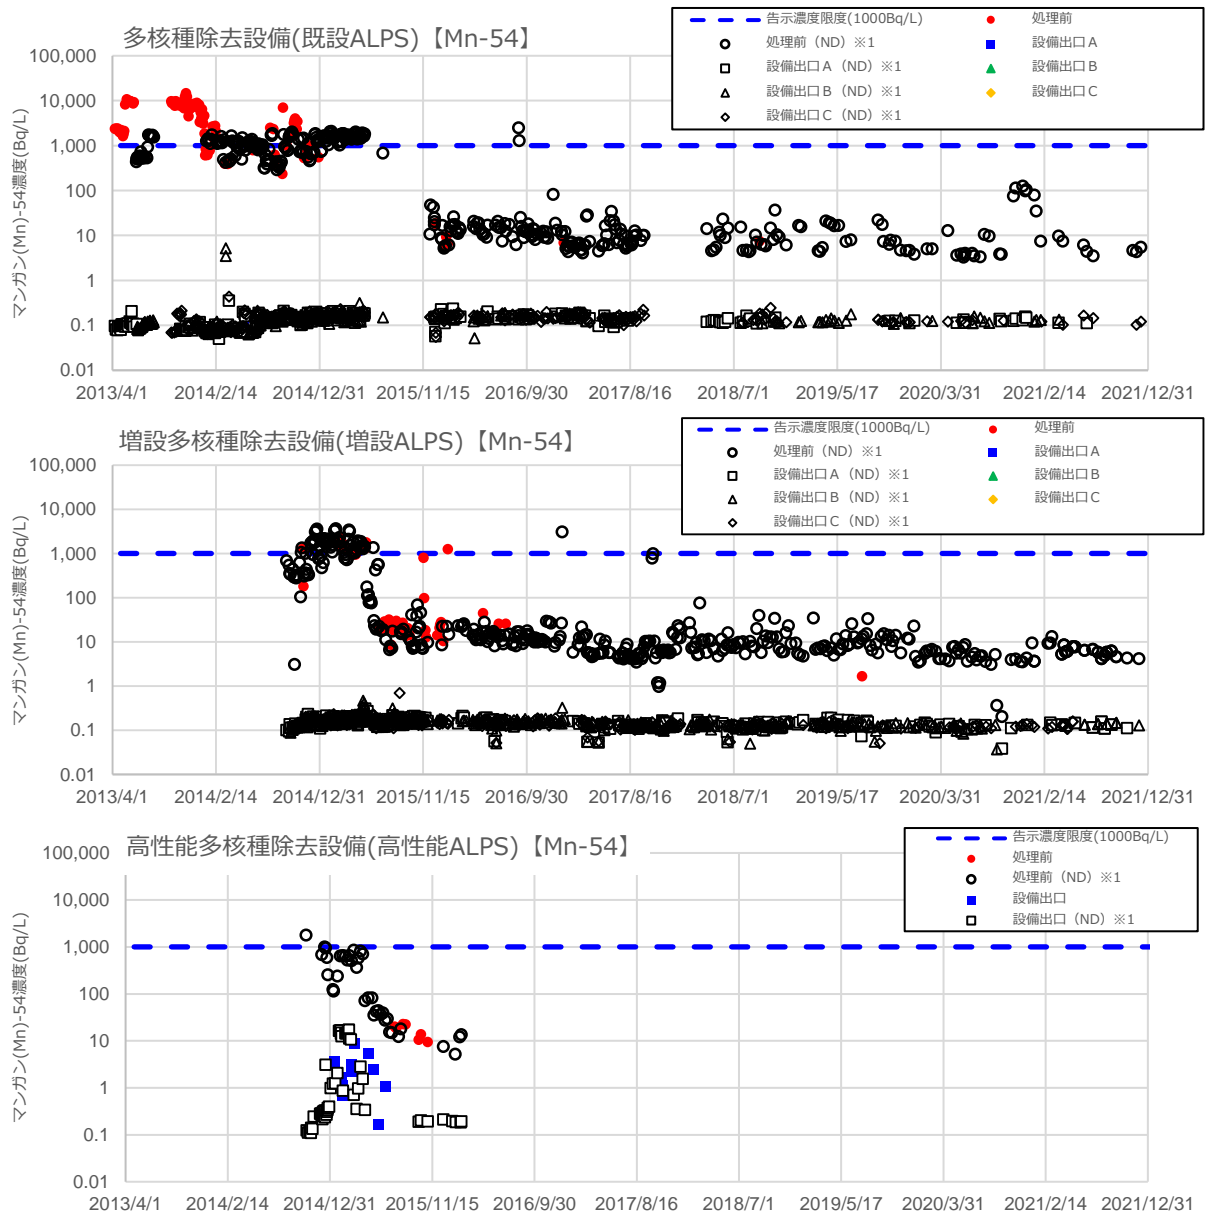 多核種除去設備(既設ALPS)【Mn-54】
告示濃度限度(1000Bq/L)
処理前
処理前（ND）※1
設備出口A
設備出口A（ND）※1
設備出口B
設備出口B（ND）※1
設備出口C
設備出口C（ND）※1
マンガン(Mn)-54濃度(Bq/L)
100,000
10,000
1,000
100
10
1
0.1
0.01
2013/4/1 2014/2/14 2014/12/31 2015/11/15 2016/9/30 2017/8/16 2018/7/1 2019/5/17 2020/3/31 2021/2/14 2021/12/31
増設多核種除去設備(増設ALPS)【Mn-54】
告示濃度限度(1000Bq/L)
処理前
処理前（ND）※1
設備出口A
設備出口A（ND）※1
設備出口B
設備出口B（ND）※1
設備出口C
設備出口C（ND）※1
マンガン(Mn)-54濃度(Bq/L)
100,000
10,000
1,000
100
10
1
0.1
0.01
2013/4/1 2014/2/14 2014/12/31 2015/11/15 2016/9/30 2017/8/16 2018/7/1 2019/5/17 2020/3/31 2021/2/14 2021/12/31
高性能多核種除去設備(高性能ALPS)【Mn-54】
告示濃度限度(1000Bq/L)
処理前
処理前（ND）※1
設備出口
設備出口（ND）※1
マンガン(Mn)-54濃度(Bq/L)
100,000
10,000
1,000
100
10
1
0.1
0.01
2013/4/1 2014/2/14 2014/12/31 2015/11/15 2016/9/30 2017/8/16 2018/7/1 2019/5/17 2020/3/31 2021/2/14 2021/12/31